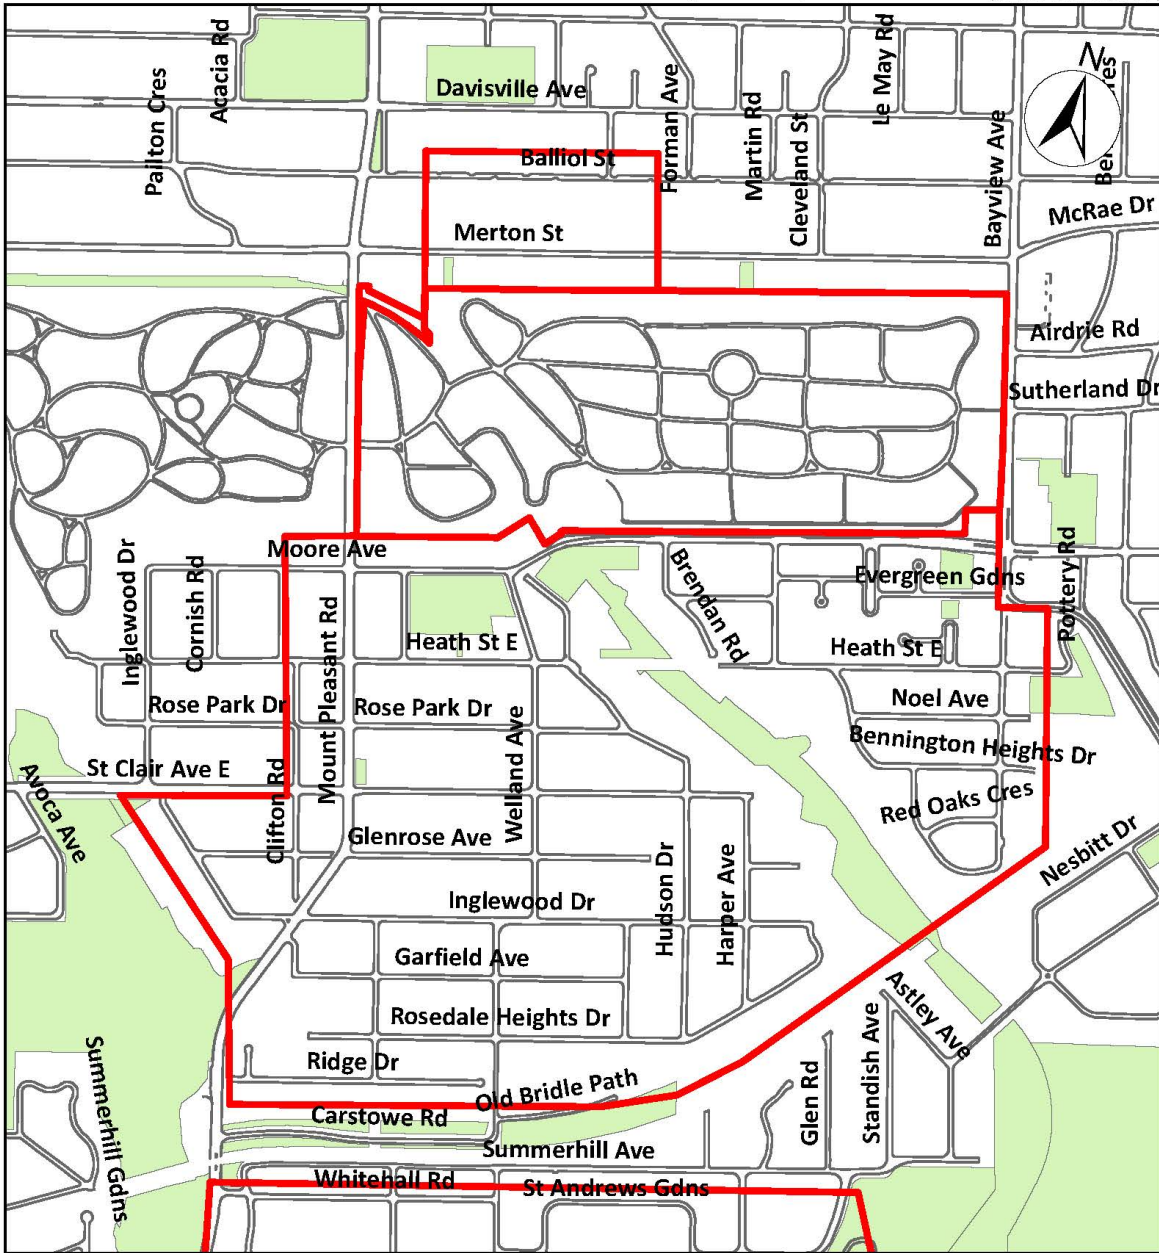 Acacia Rd
Pailton Cres
Davisville Ave
Forman Ave
Martin Rd
Cleveland St
Le May Rd
Bayview Ave
N
McRae Dr
Balliol St
Merton St
Airdrie Rd
Sutherland Dr
Moore Ave
Inglewood Dr
Cornish Rd
Mount Pleasant Rd
Heath St E
Brendan Rd
Evergreen Gdns
Pottery Rd
Heath St E
Rose Park Dr
Rose Park Dr
Noel Ave
Bennington Heights Dr
St Clair Ave E
Avoca Ave
Clifton Rd
Welland Ave
Red Oaks Cres
Glenrose Ave
Nesbitt Dr
Hudson Dr
Harper Ave
Inglewood Dr
Garfield Ave
Rosedale Heights Dr
Astley Ave
Standish Ave
Ridge Dr
Glen Rd
Old Bridle Path
Carstowe Rd
Summerhill Gdns
Summerhill Ave
Whitehall Rd
St Andrews Gdns